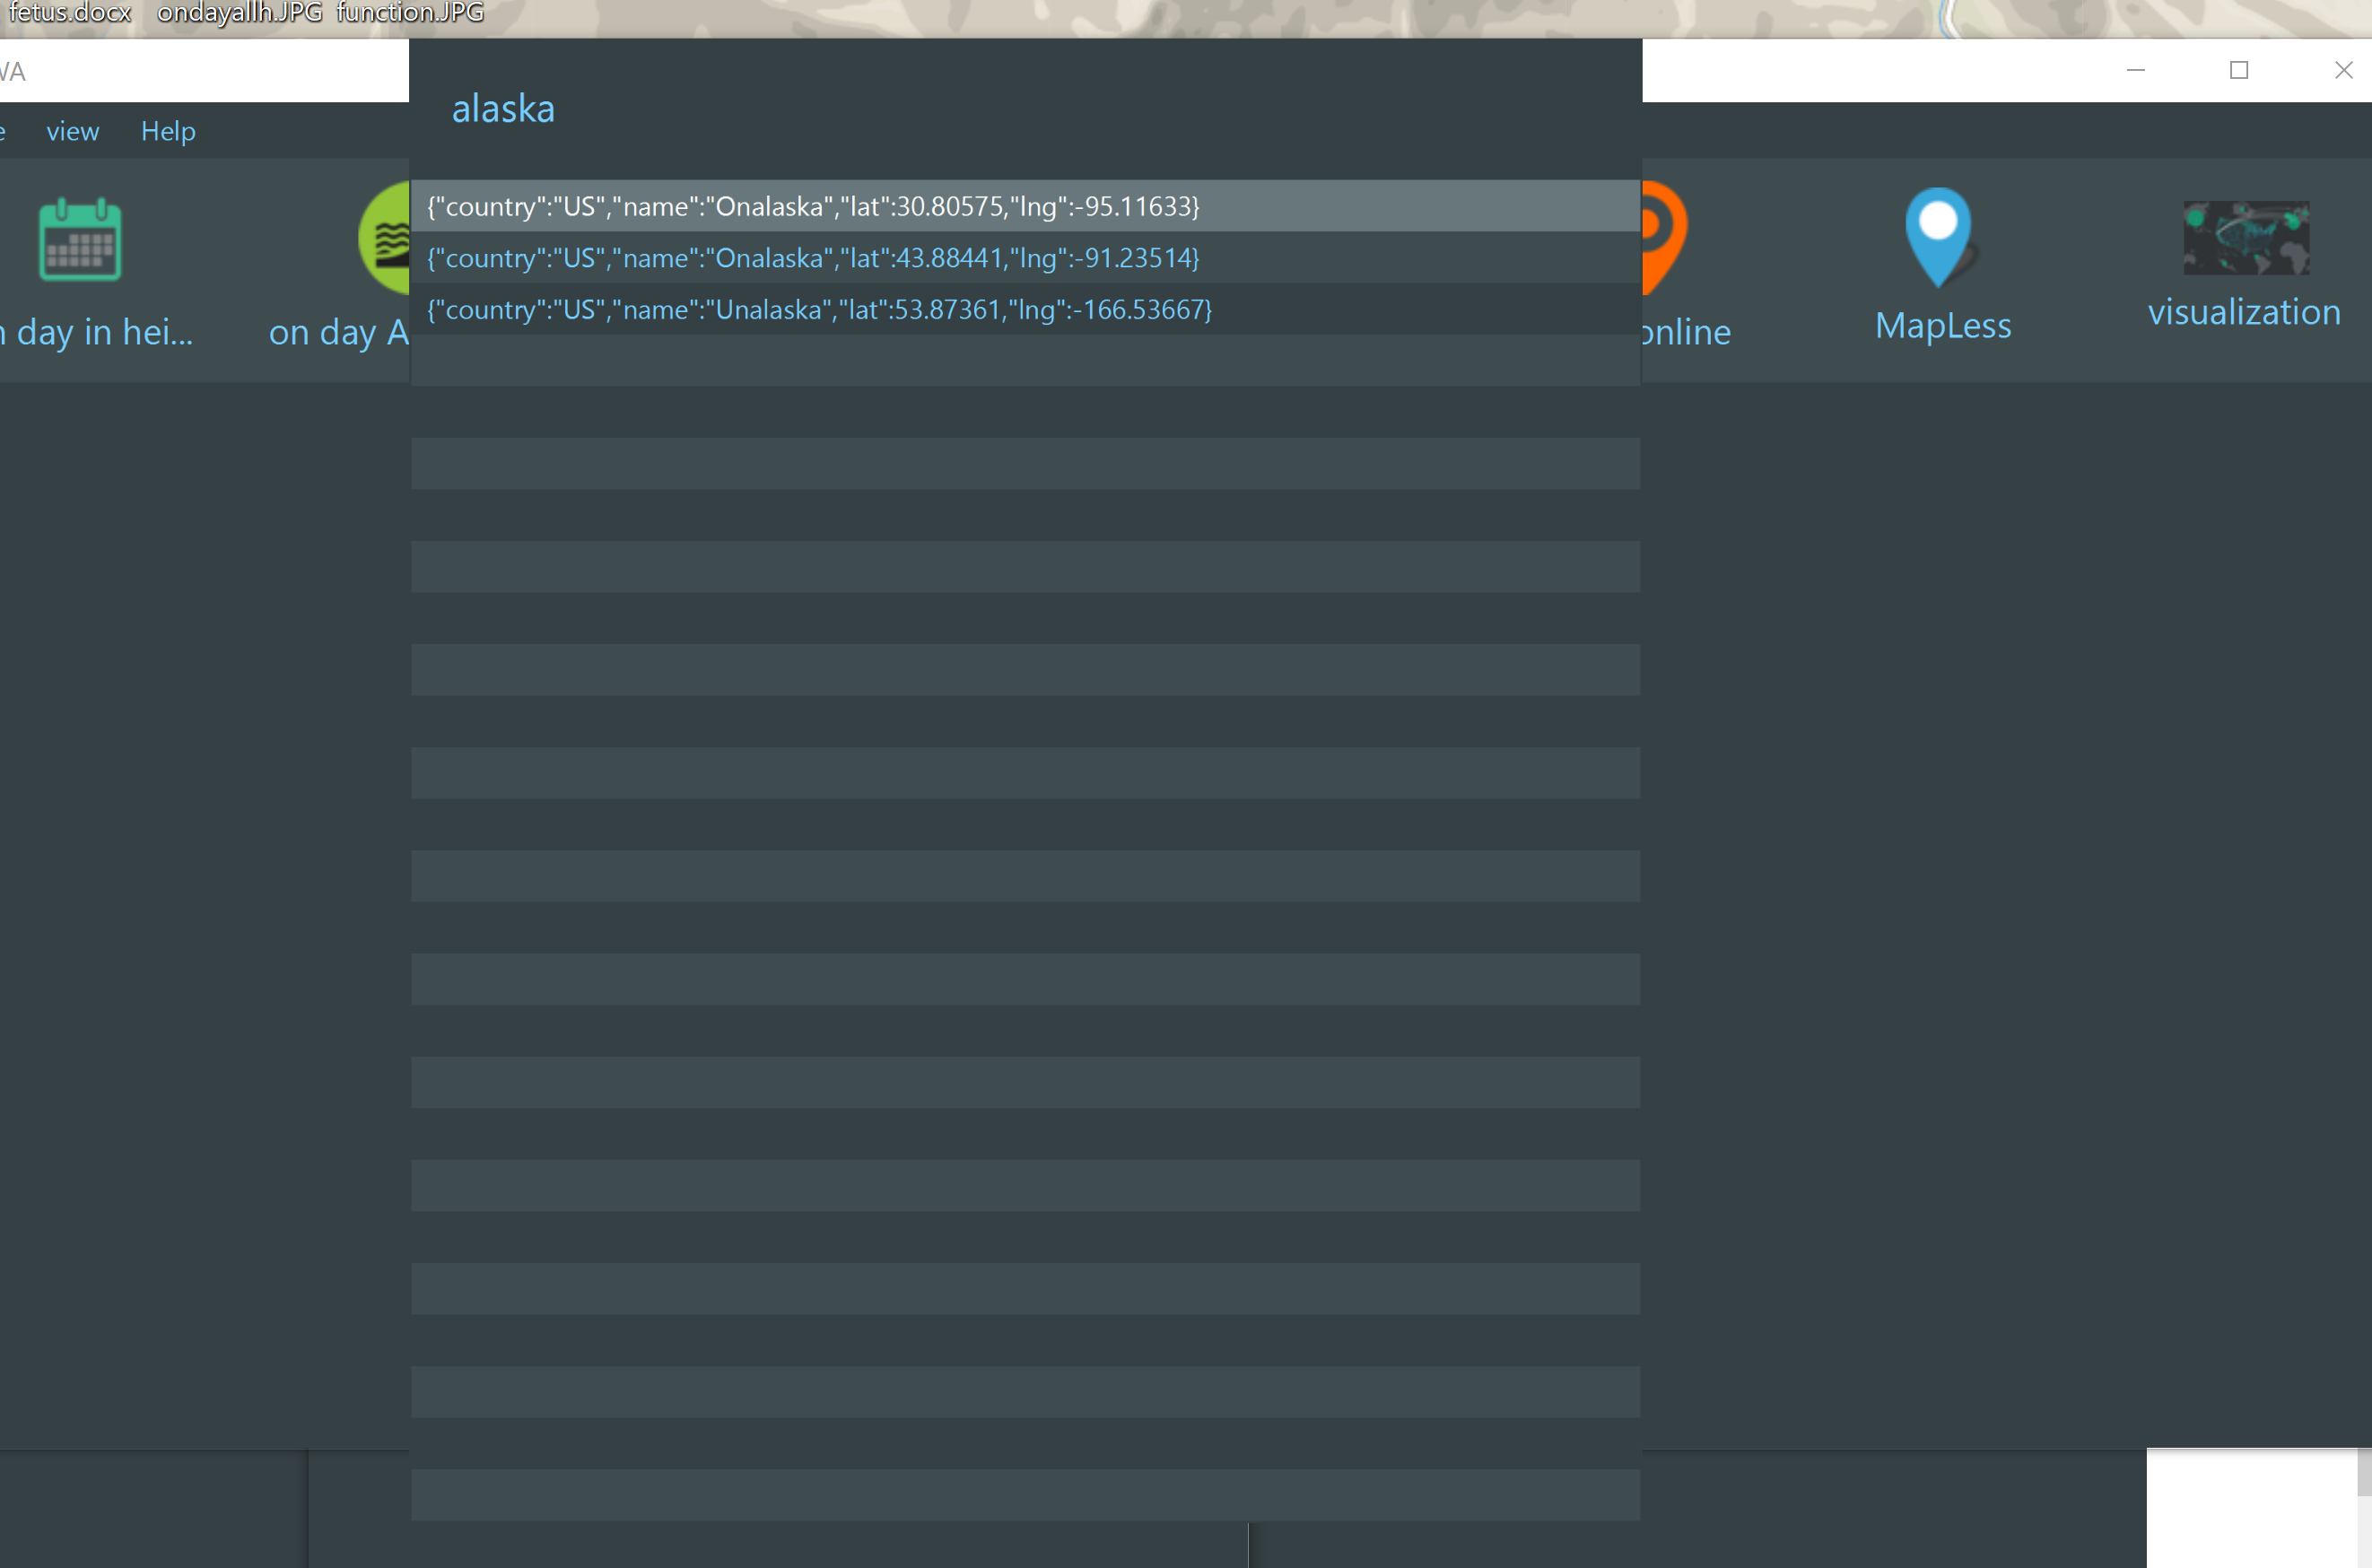 fetus.docx ondayallh.JPG function.JPG
WA
alaska
view Help
{"country":"US","name":"Onalaska","lat":30.80575,"lng":-95.11633}
{"country":"US","name":"Onalaska","lat":43.88441,"lng":-91.23514}
{"country":"US","name":"Unalaska","lat":53.87361,"lng":-166.53667}
day in hei...
on day A
online
MapLess
visualization